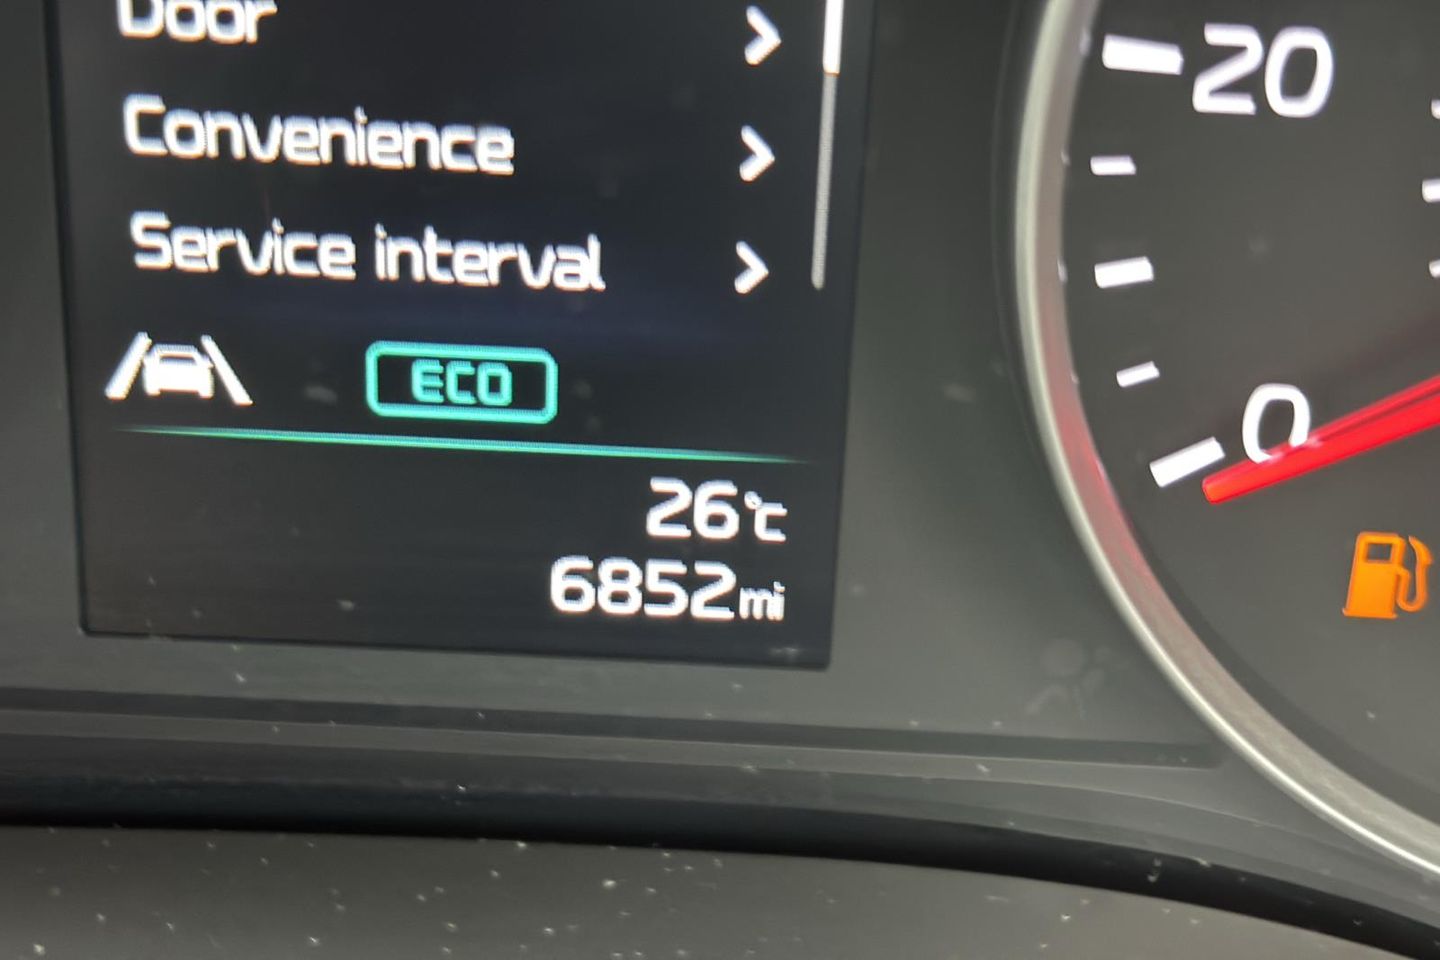 Door
Convenience
Service interval
ECO
26°C
6852mi
20
0